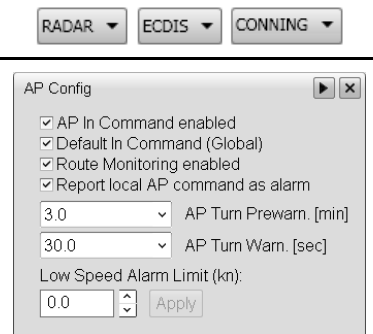 RADAR ECDIS CONNING
AP Config
AP In Command enabled
Default In Command (Global)
Route Monitoring enabled
Report local AP command as alarm
3.0 AP Turn Prewarn. [min]
30.0 AP Turn Warn. [sec]
Low Speed Alarm Limit (kn):
0.0 Apply